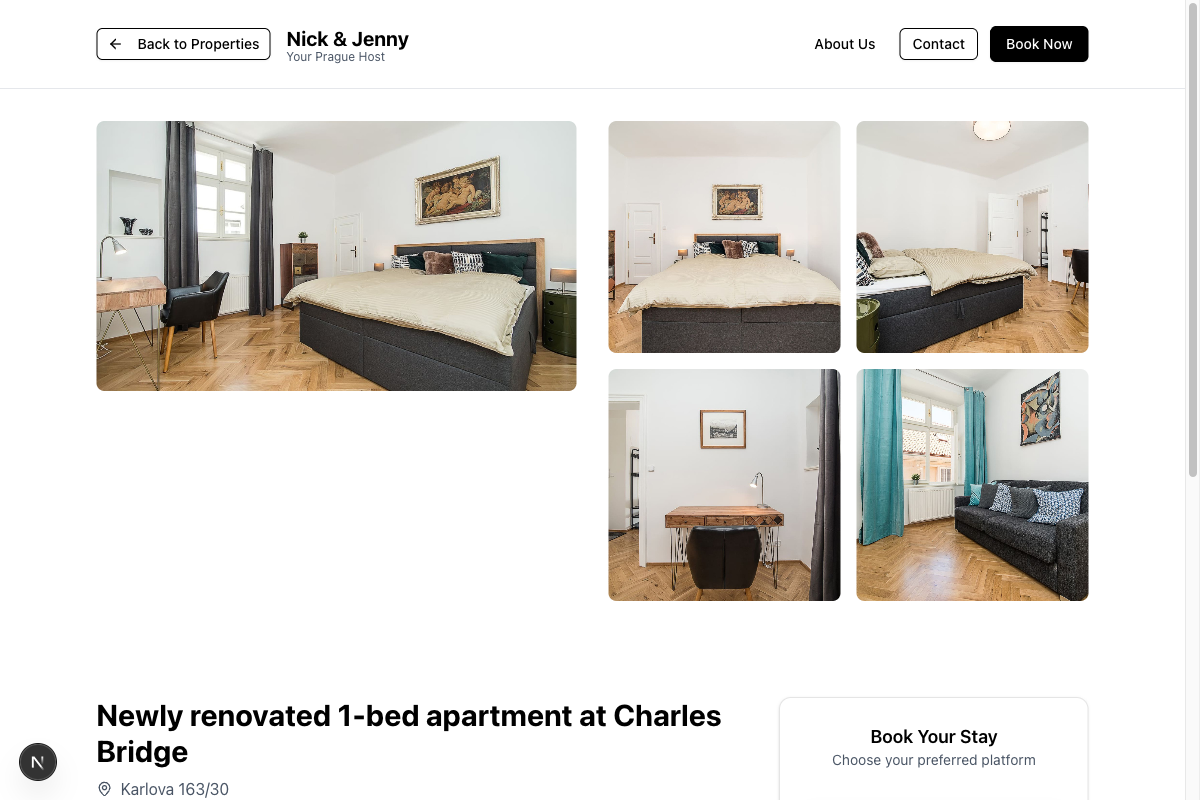 Back to Properties
Nick & Jenny
Your Prague Host
About Us
Contact
Book Now
Newly renovated 1-bed apartment at Charles
Bridge
Karlova 163/30
Book Your Stay
Choose your preferred platform
N